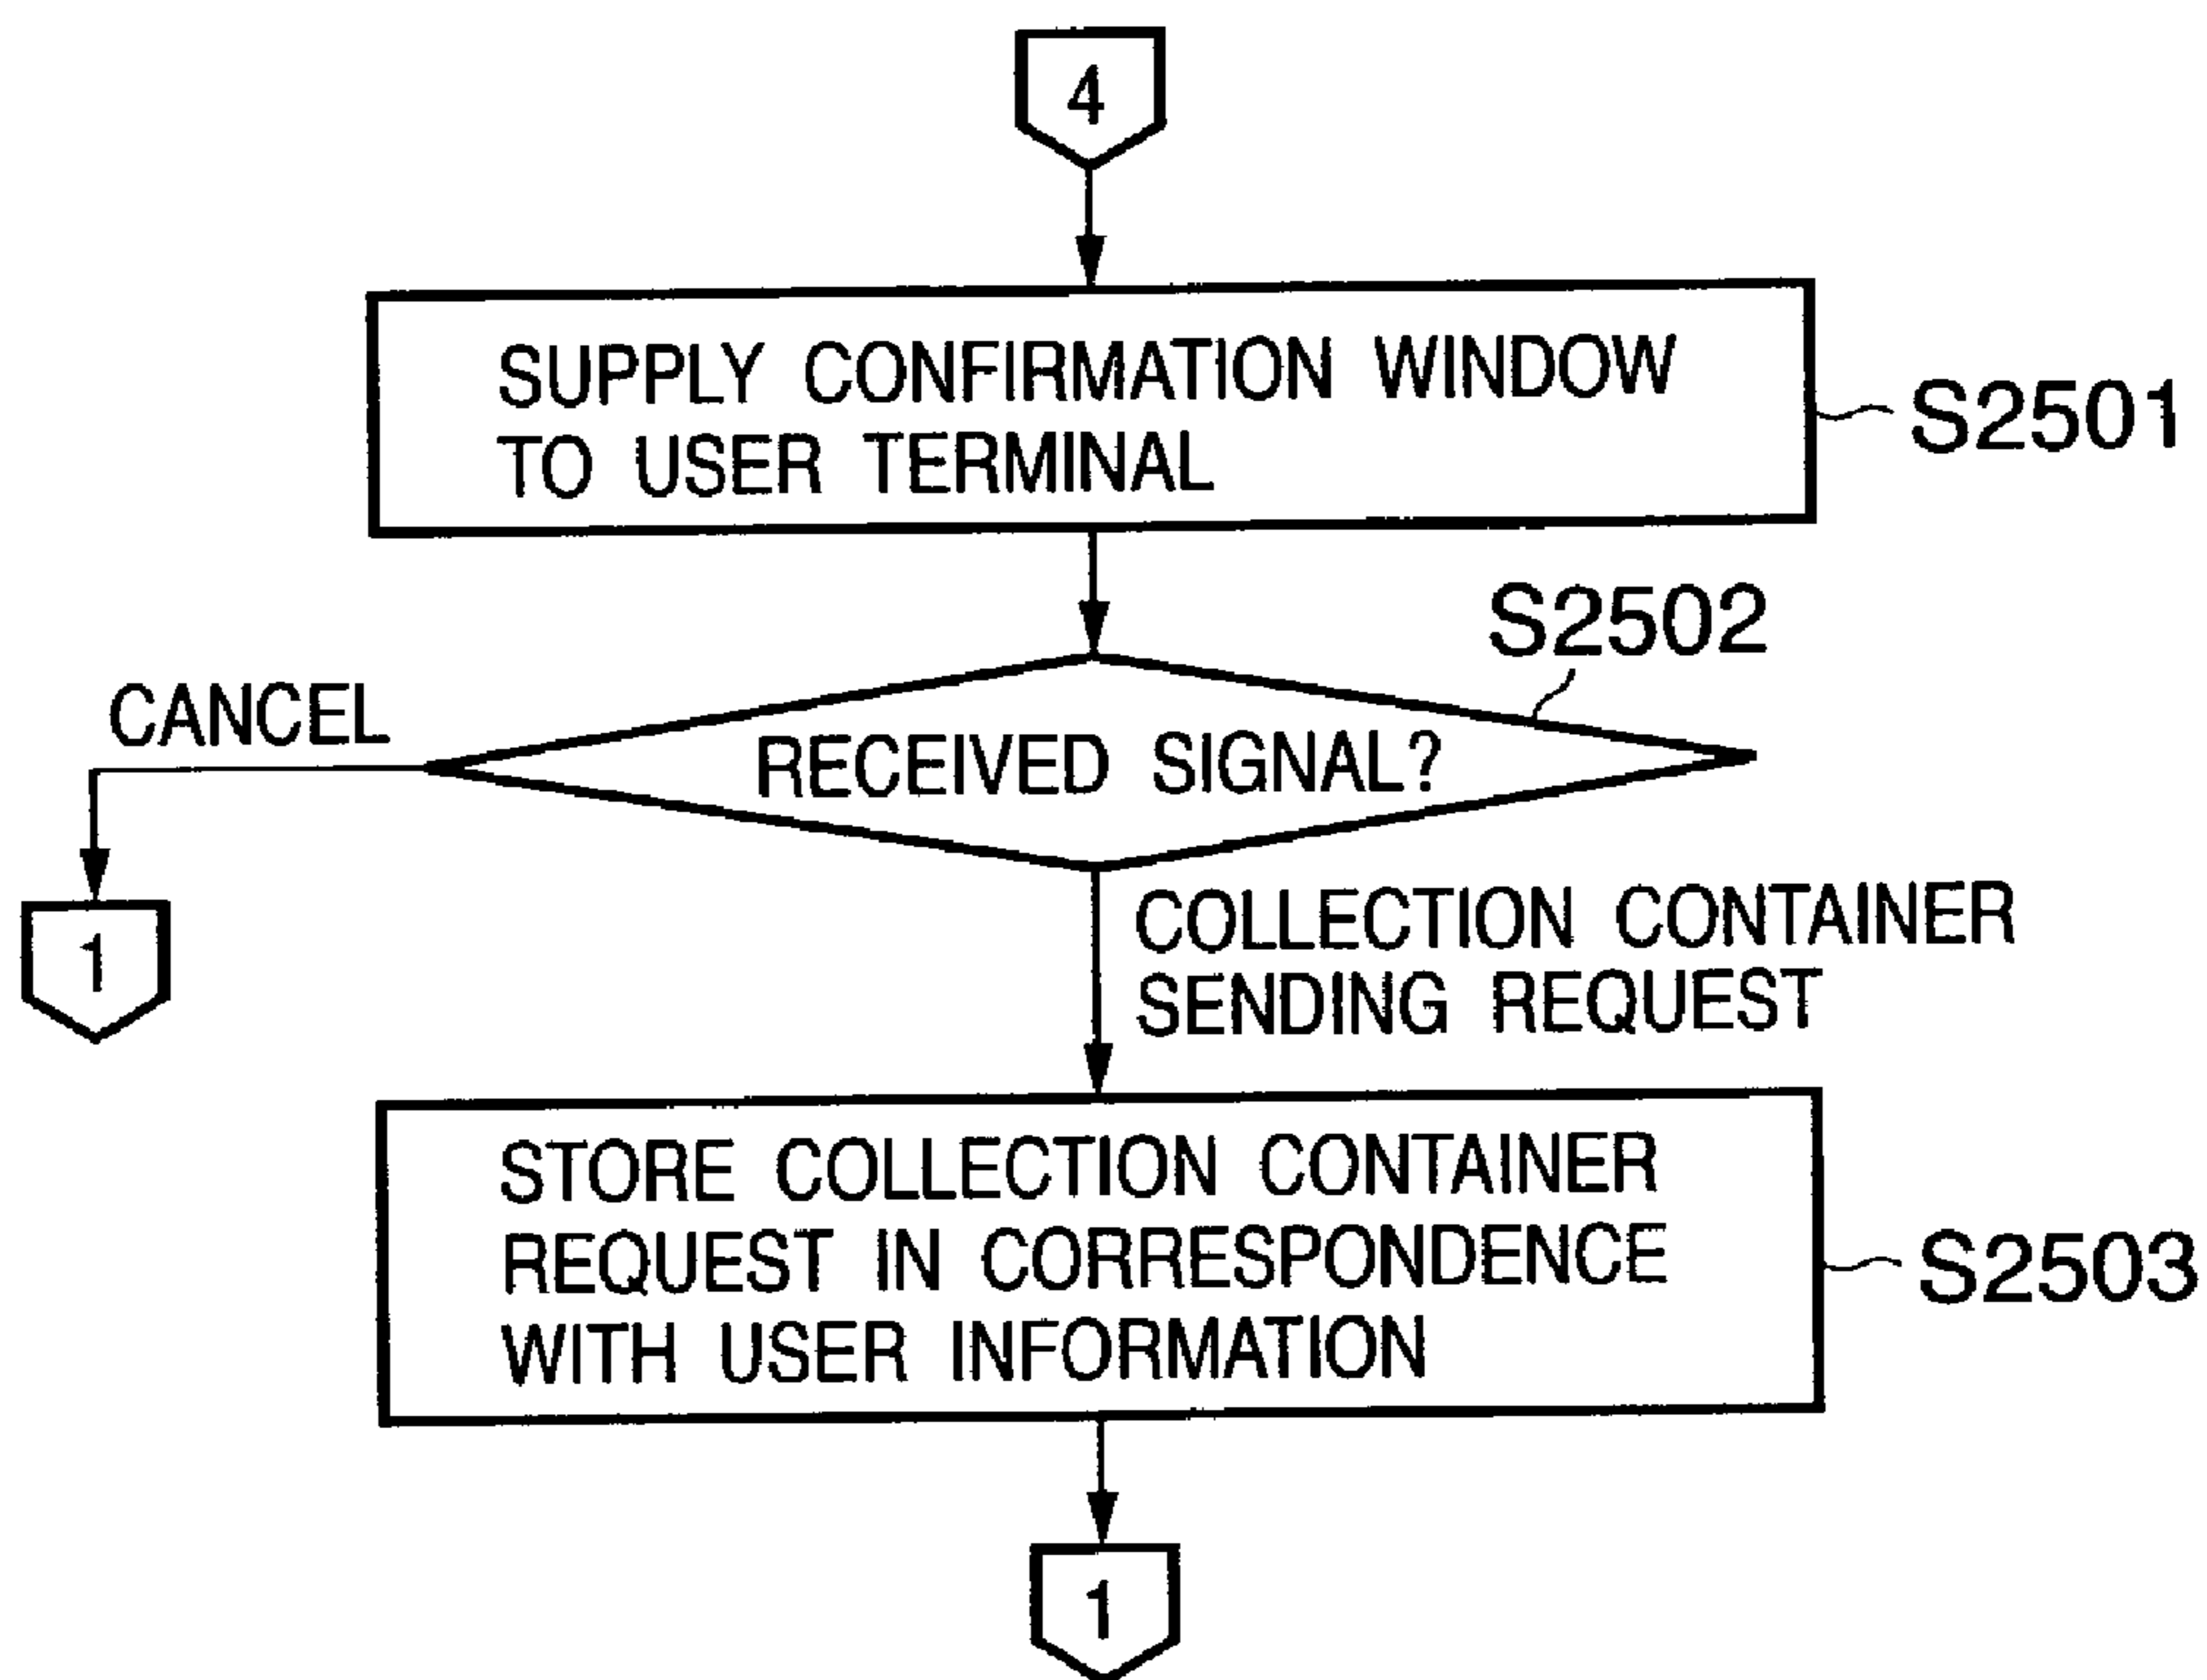 4
SUPPLY CONFIRMATION WINDOW
TO USER TERMINAL
S2501
S2502
CANCEL
RECEIVED SIGNAL?
1
COLLECTION CONTAINER
SENDING REQUEST
STORE COLLECTION CONTAINER
REQUEST IN CORRESPONDENCE
WITH USER INFORMATION
S2503
1